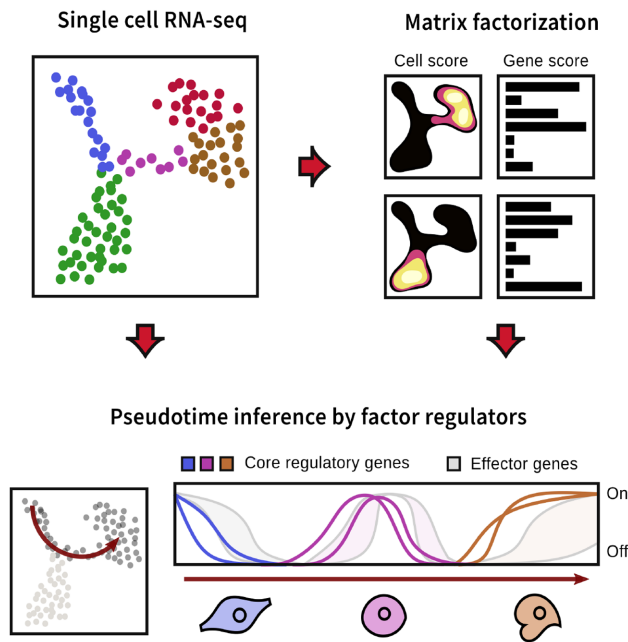 Single cell RNA-seq
Matrix factorization
Cell score
Gene score
Pseudotime inference by factor regulators
Core regulatory genes
Effector genes
On
Off